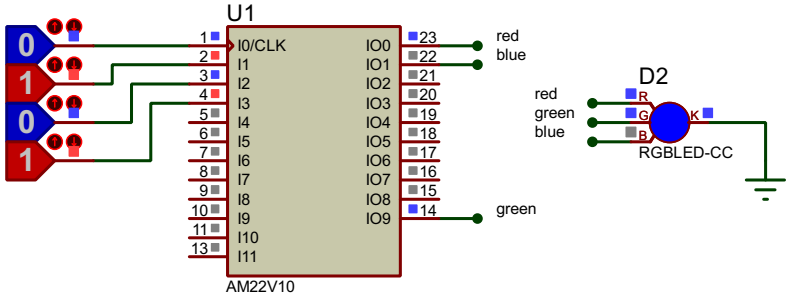 U1
0
1
0
1
1 I0/CLK IO0 23 red
2 I1 IO1 22 blue
3 I2 IO2 21
4 I3 IO3 20
5 I4 IO4 19
6 I5 IO5 18
7 I6 IO6 17
8 I7 IO7 16
9 I8 IO8 15
10 I9 IO9 14 green
11 I10
13 I11
AM22V10
D2
red R
green G K
blue B
RGBLED-CC